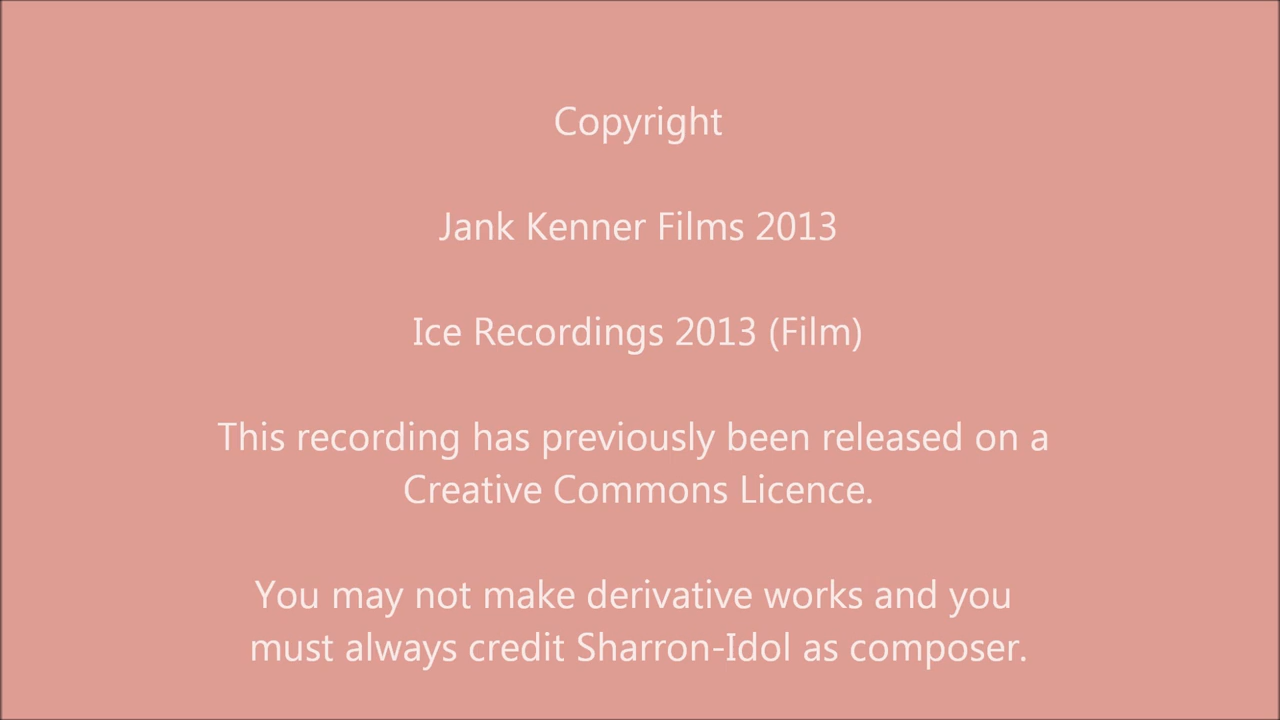 Copyright
Jank Kenner Films 2013
Ice Recordings 2013 (Film)
This recording has previously been released on a
Creative Commons Licence.
You may not make derivative works and you
must always credit Sharron-Idol as composer.